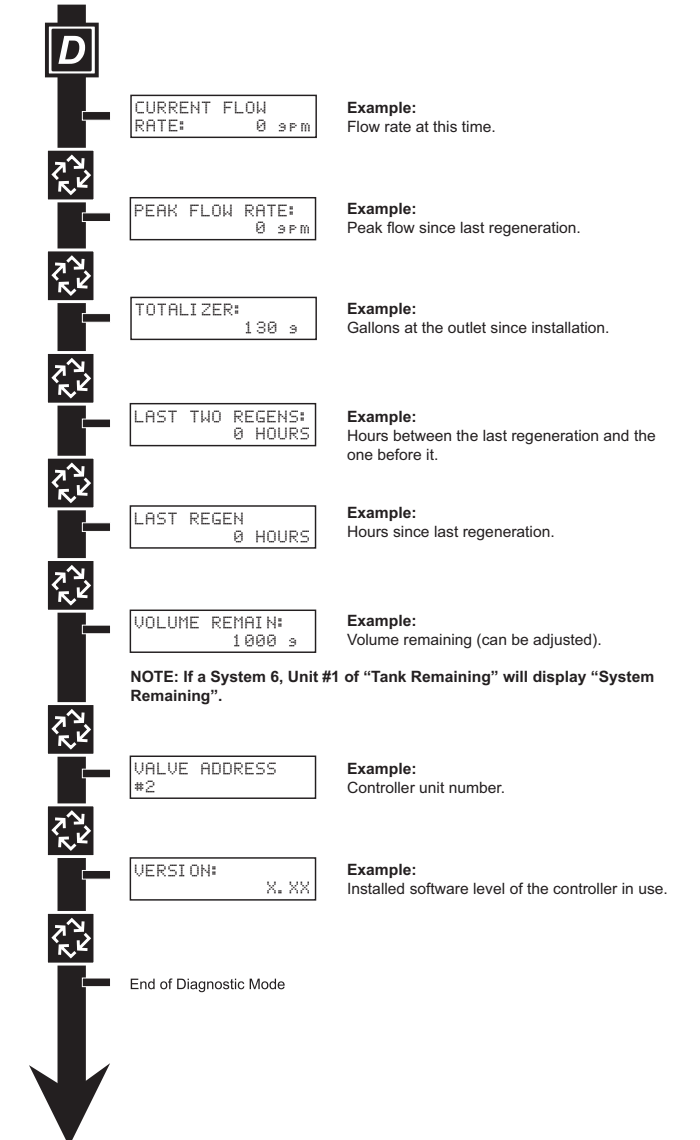 D
CURRENT FLOW
RATE: 0 gpm
Example:
Flow rate at this time.
PEAK FLOW RATE:
0 gpm
Example:
Peak flow since last regeneration.
TOTALIZER:
130 g
Example:
Gallons at the outlet since installation.
LAST TWO REGENS:
0 HOURS
Example:
Hours between the last regeneration and the
one before it.
LAST REGEN
0 HOURS
Example:
Hours since last regeneration.
VOLUME REMAIN:
1000 g
Example:
Volume remaining (can be adjusted).
NOTE: If a System 6, Unit #1 of “Tank Remaining” will display “System
Remaining”.
VALVE ADDRESS
#2
Example:
Controller unit number.
VERSION:
X.XX
Example:
Installed software level of the controller in use.
End of Diagnostic Mode